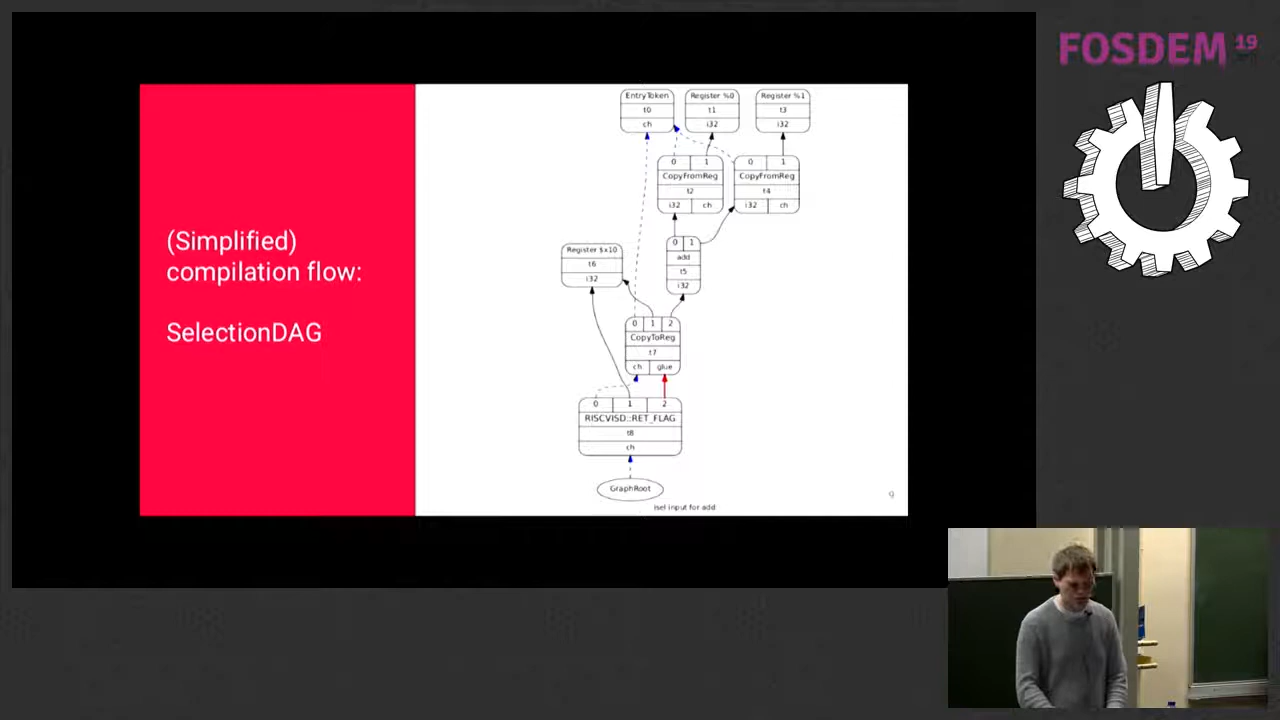 FOSDEM 19
(Simplified)
compilation flow:
SelectionDAG
EntryToken
t0
ch
Register %0
t1
i32
Register %1
t3
i32
0 1
CopyFromReg
t2
i32 ch
0 1
CopyFromReg
t4
i32 ch
Register $x10
t6
i32
0 1
add
t5
i32
0 1 2
CopyToReg
t7
ch glue
0 1 2
RISCVISD::RET_FLAG
t8
ch
GraphRoot
isel input for add
9